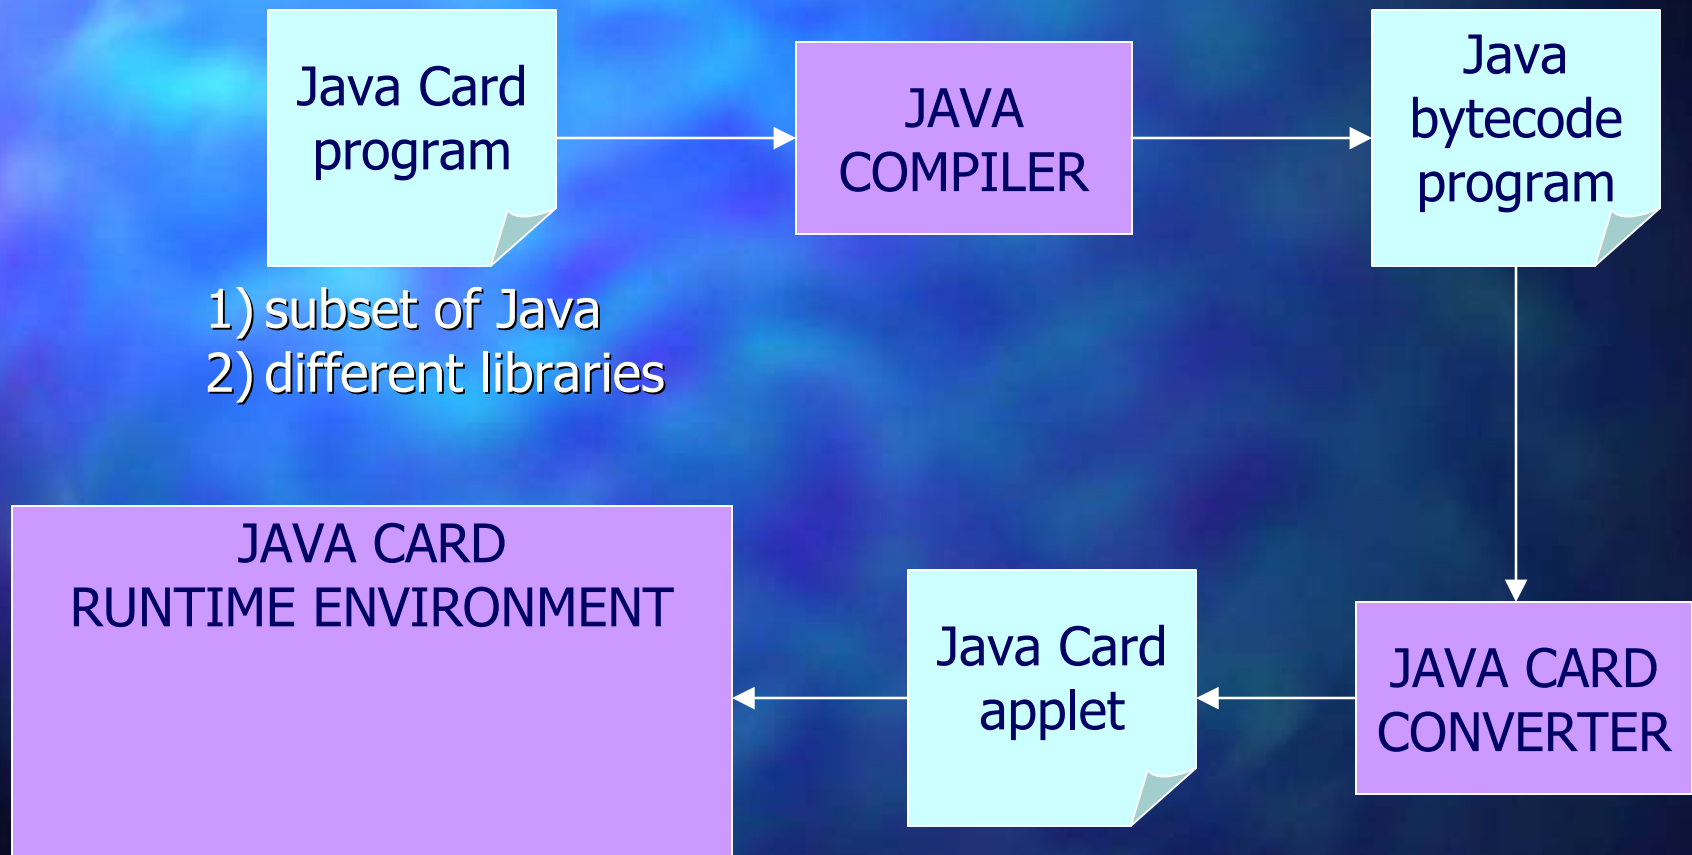 Java Card
program
JAVA
COMPILER
Java
bytecode
program
1) subset of Java
2) different libraries
JAVA CARD
RUNTIME ENVIRONMENT
Java Card
applet
JAVA CARD
CONVERTER